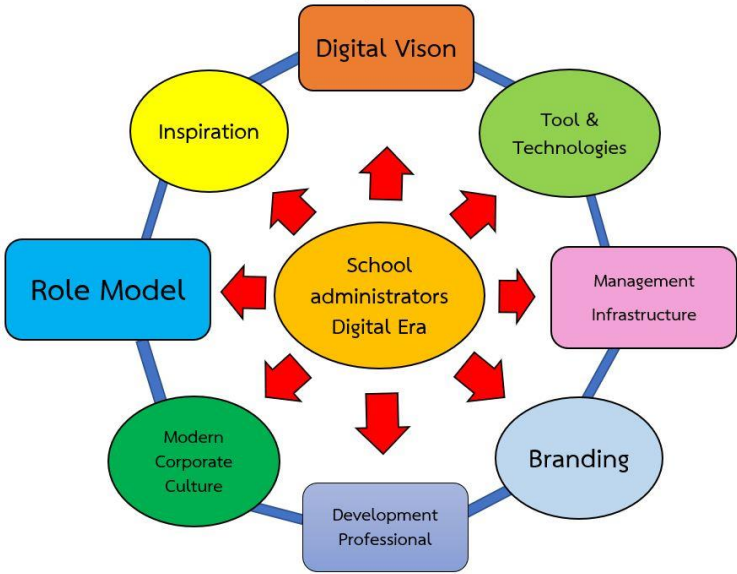 Digital Vison
Inspiration
Tool &
Technologies
Role Model
School
administrators
Digital Era
Management
Infrastructure
Modern
Corporate
Culture
Branding
Development
Professional